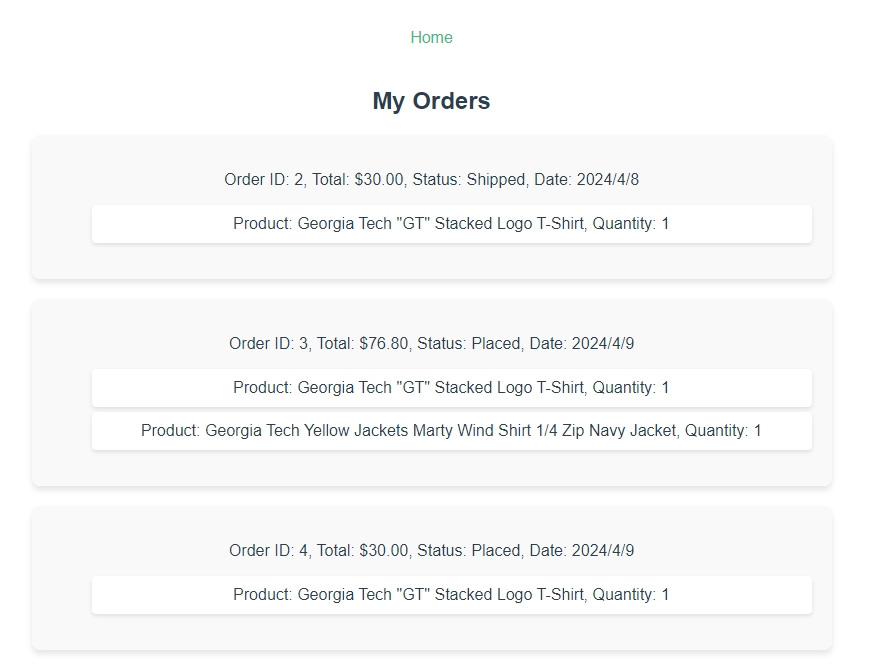 Home
My Orders
Order ID: 2, Total: $30.00, Status: Shipped, Date: 2024/4/8
Product: Georgia Tech "GT" Stacked Logo T-Shirt, Quantity: 1
Order ID: 3, Total: $76.80, Status: Placed, Date: 2024/4/9
Product: Georgia Tech "GT" Stacked Logo T-Shirt, Quantity: 1
Product: Georgia Tech Yellow Jackets Marty Wind Shirt 1/4 Zip Navy Jacket, Quantity: 1
Order ID: 4, Total: $30.00, Status: Placed, Date: 2024/4/9
Product: Georgia Tech "GT" Stacked Logo T-Shirt, Quantity: 1